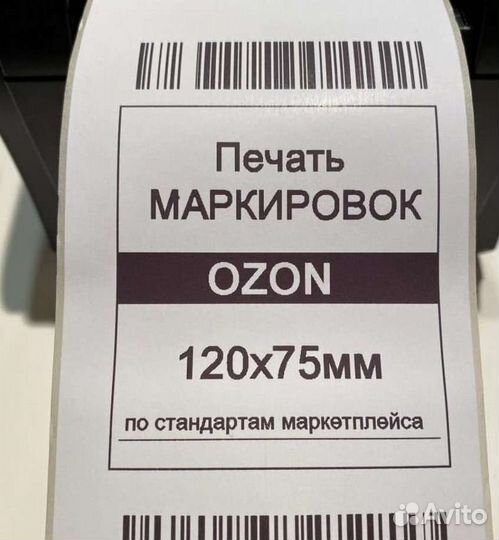 Печать
МАРКИРОВОК
OZON
120х75мм
по стандартам маркетплейса
Avito